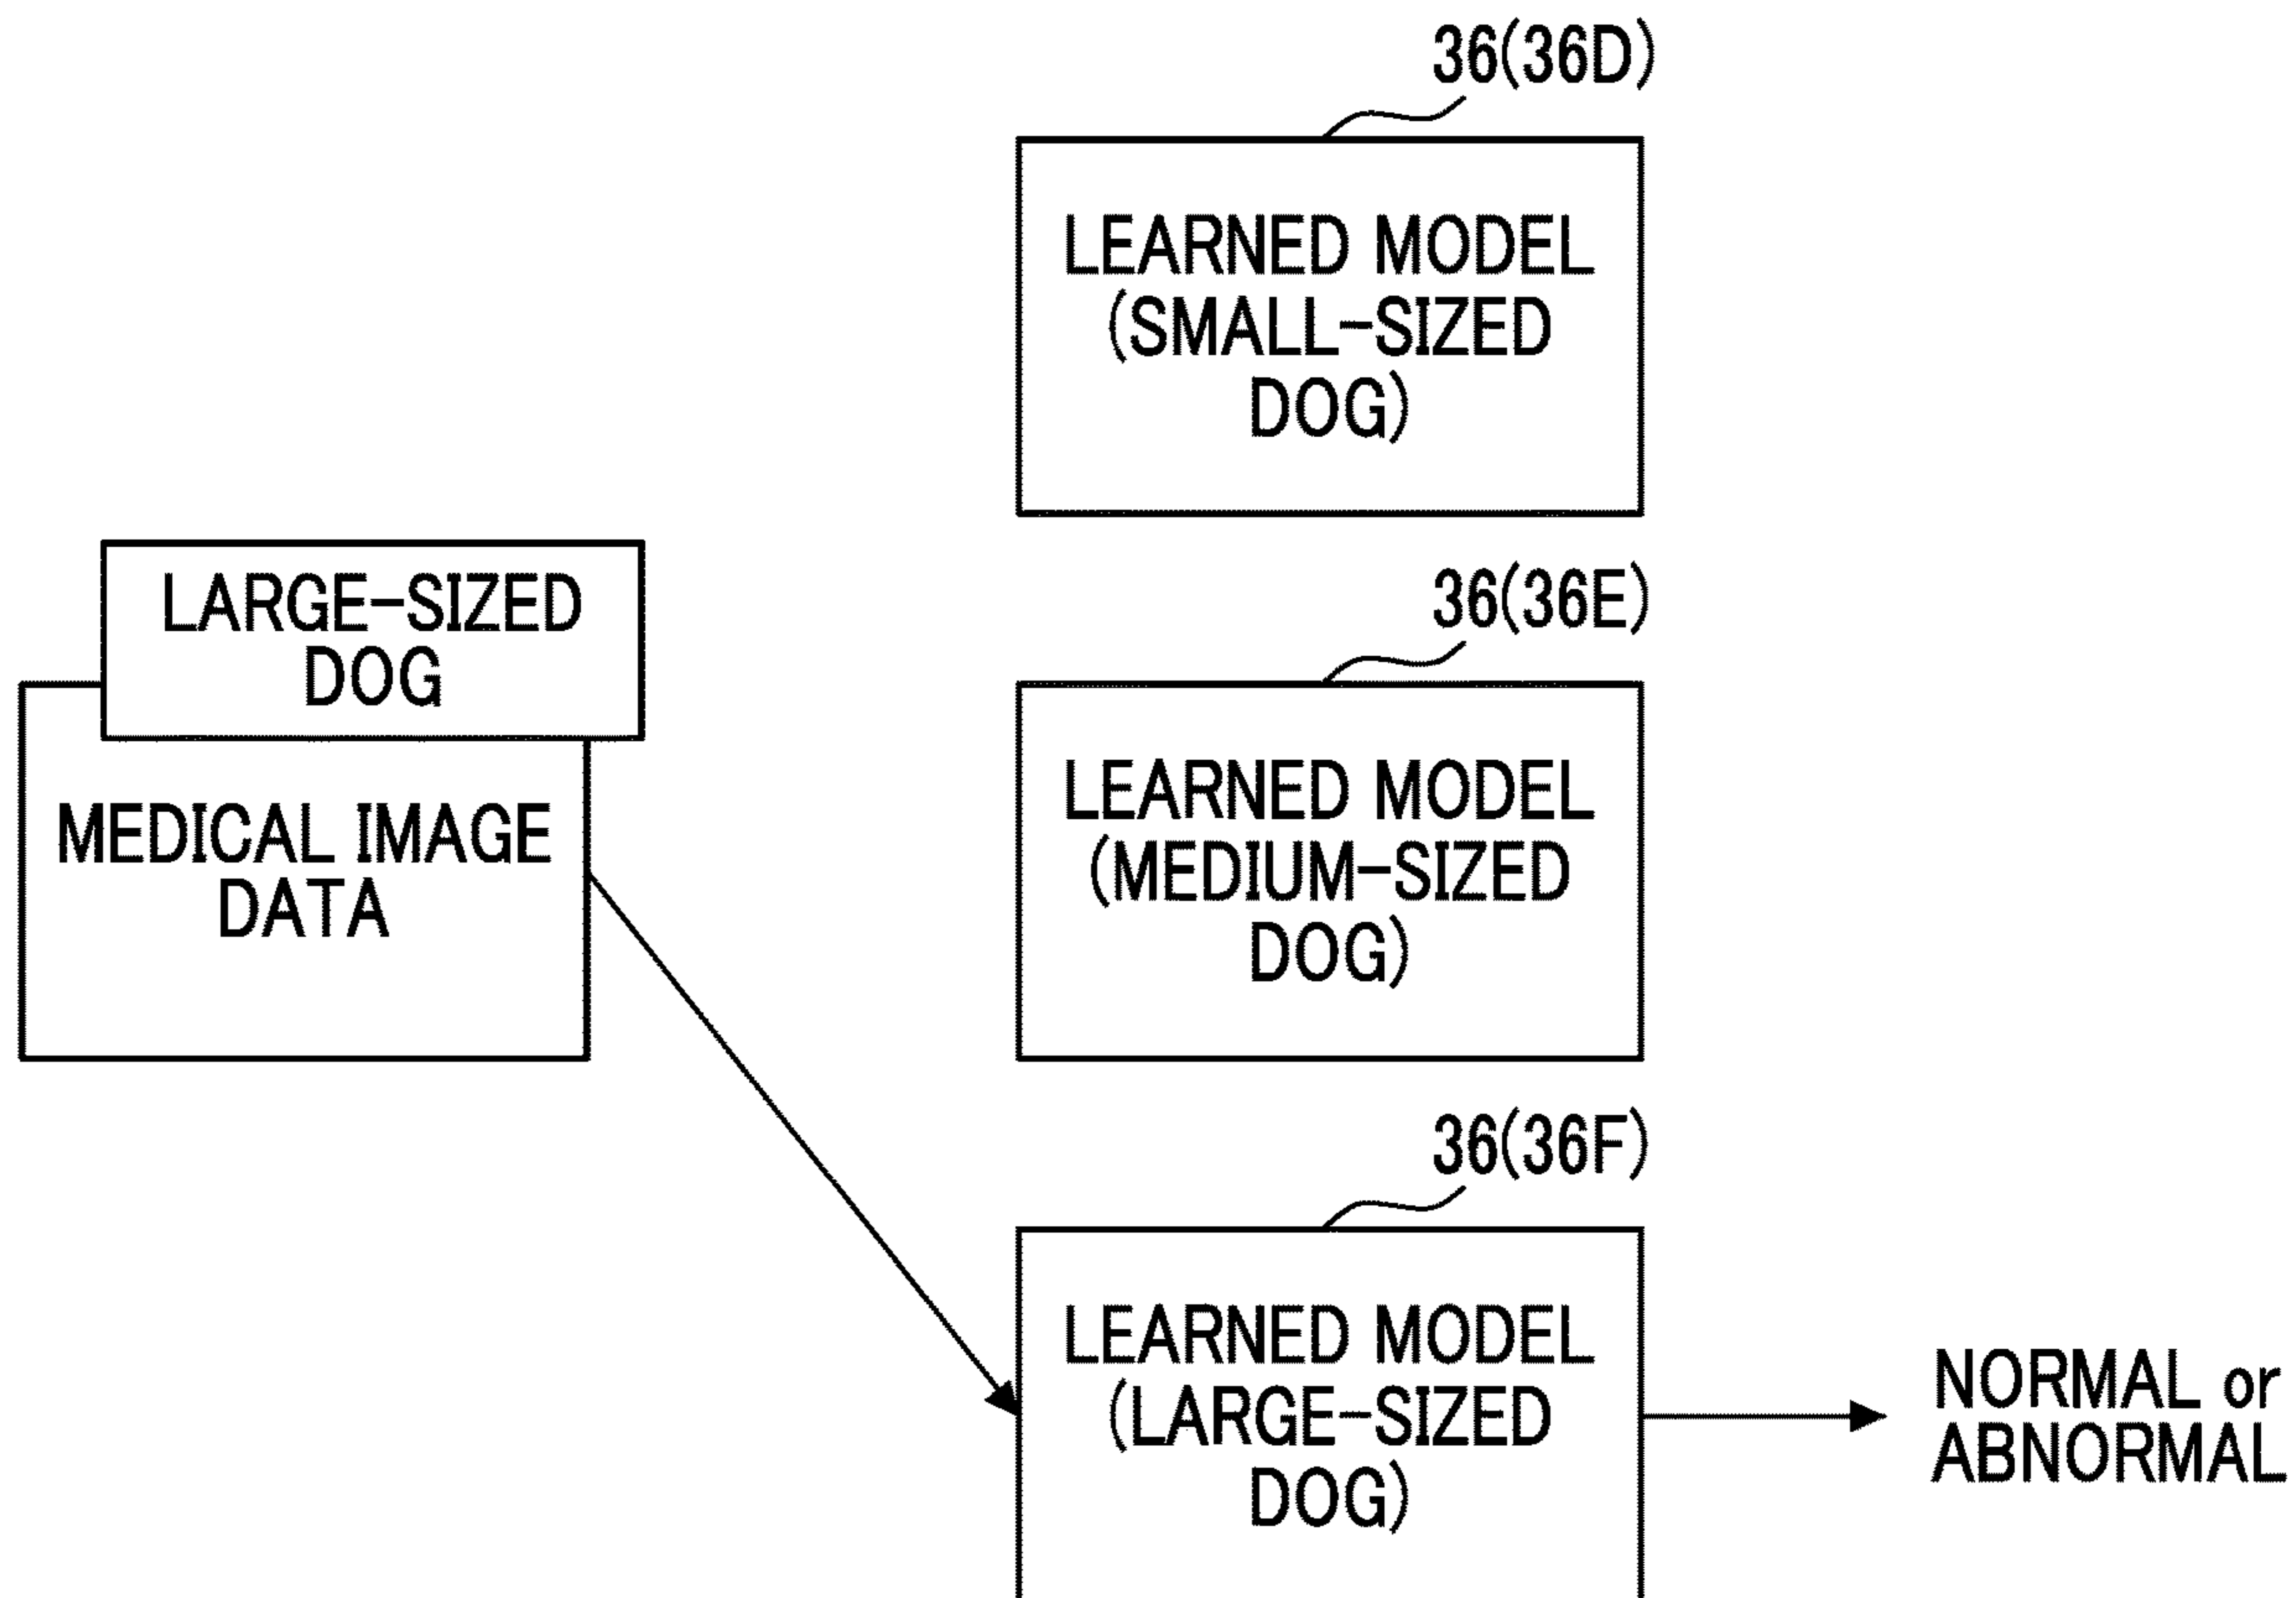 36(36D)
LEARNED MODEL
(SMALL-SIZED
DOG)
LARGE-SIZED
DOG
MEDICAL IMAGE
DATA
36(36E)
LEARNED MODEL
(MEDIUM-SIZED
DOG)
36(36F)
LEARNED MODEL
(LARGE-SIZED
DOG)
NORMAL or
ABNORMAL